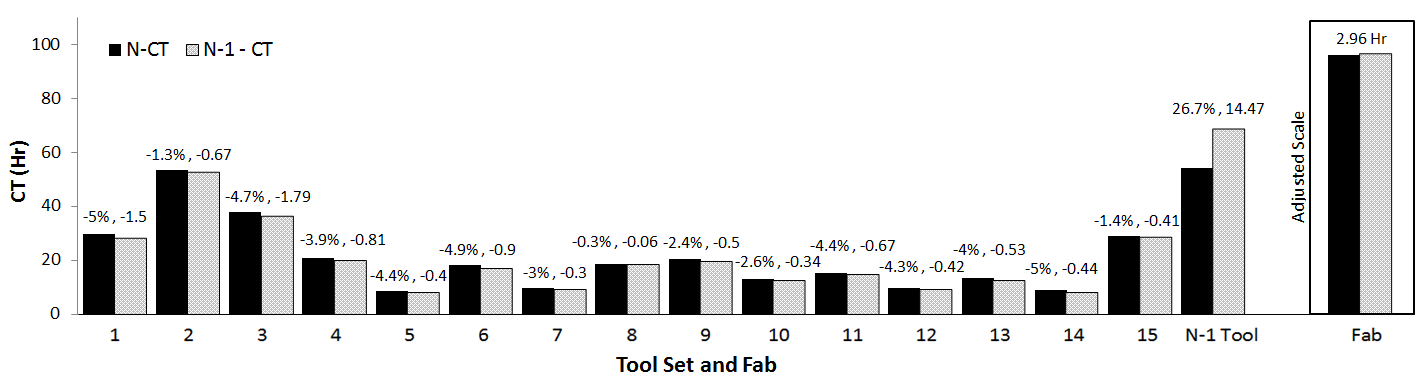 100
80
60
40
20
0
CT (Hr)
N-CT
N-1 - CT
-5% , -1.5
-1.3% , -0.67
-4.7% , -1.79
-3.9% , -0.81
-4.4% , -0.4
-4.9% , -0.9
-3% , -0.3
-0.3% , -0.06
-2.4% , -0.5
-2.6% , -0.34
-4.4% , -0.67
-4.3% , -0.42
-4% , -0.53
-5% , -0.44
-1.4% , -0.41
26.7% , 14.47
Adjusted Scale
2.96 Hr
1 2 3 4 5 6 7 8 9 10 11 12 13 14 15 N-1 Tool Fab
Tool Set and Fab